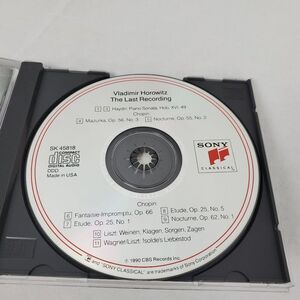 Vladimir Horowitz
The Last Recording
1 3 Haydn: Piano Sonata, Hob. XVI: 49
Chopin:
4 Mazurka, Op. 56, No. 3 5 Nocturne, Op. 55, No. 2
SK 45818
COMPACT
disc
DIGITAL AUDIO
DDD
Made in USA
SONY
CLASSICAL
Chopin
6 Fantaisie-Impromptu, Op. 66
7 Etude, Op. 25, No. 1
8 Etude, Op. 25, No. 5
9 Nocturne, Op. 62, No. 1
10 Liszt: Weinen, Klagen, Sorgen, Zagen
11 Wagner/Liszt: Isolde's Liebestod
℗ 1990 CBS Records Inc.
and "SONY CLASSICAL" are trademarks of Sony Corporation